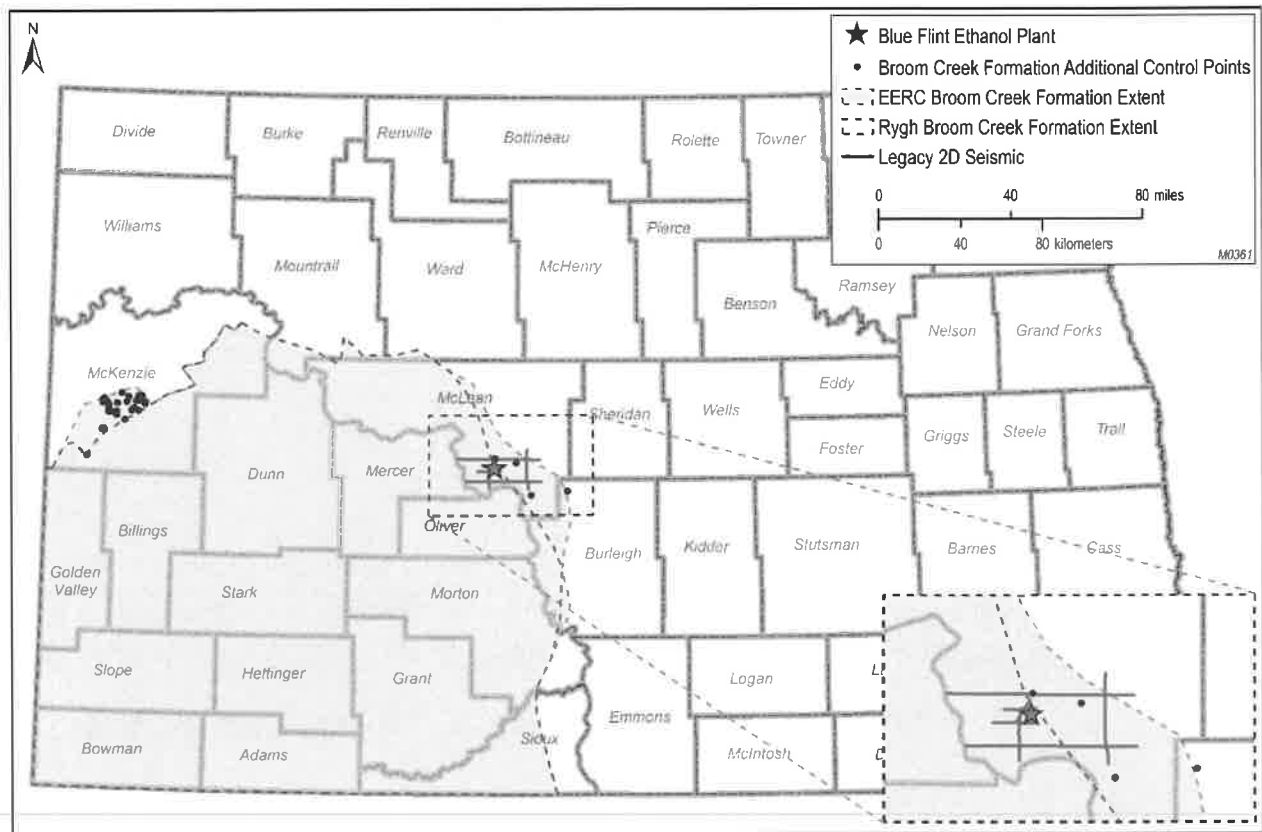 N
Blue Flint Ethanol Plant
Broom Creek Formation Additional Control Points
EERC Broom Creek Formation Extent
Rygh Broom Creek Formation Extent
Legacy 2D Seismic
0 40 80 miles
0 40 80 kilometers
M0361
Divide
Burke
Renville
Bottineau
Rolette
Towner
Williams
Mountrail
Ward
McHenry
Pierce
Benson
Ramsey
Nelson
Grand Forks
McKenzie
McLean
Sheridan
Wells
Eddy
Foster
Griggs
Steele
Traill
Dunn
Mercer
Oliver
Billings
Golden
Valley
Stark
Morton
Burleigh
Kidder
Stutsman
Barnes
Cass
Slope
Hettinger
Grant
Sioux
Emmons
Logan
Bowman
Adams
McIntosh